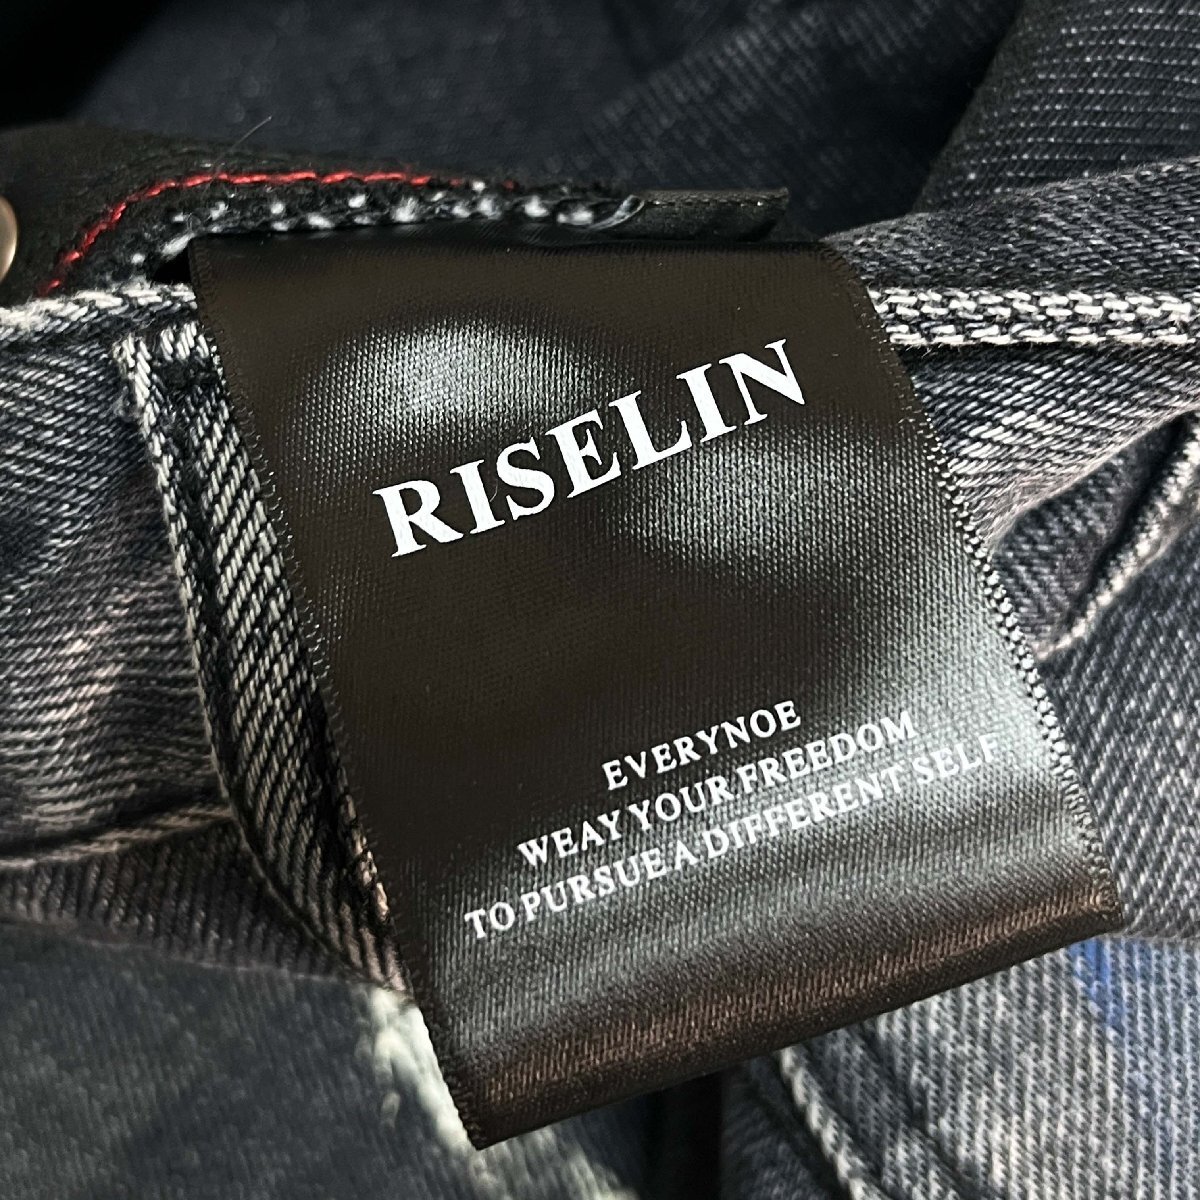 RISELIN
EVERYNOE
WEAY YOUR FREEDOM
TO PURSUE A DIFFERENT SELF